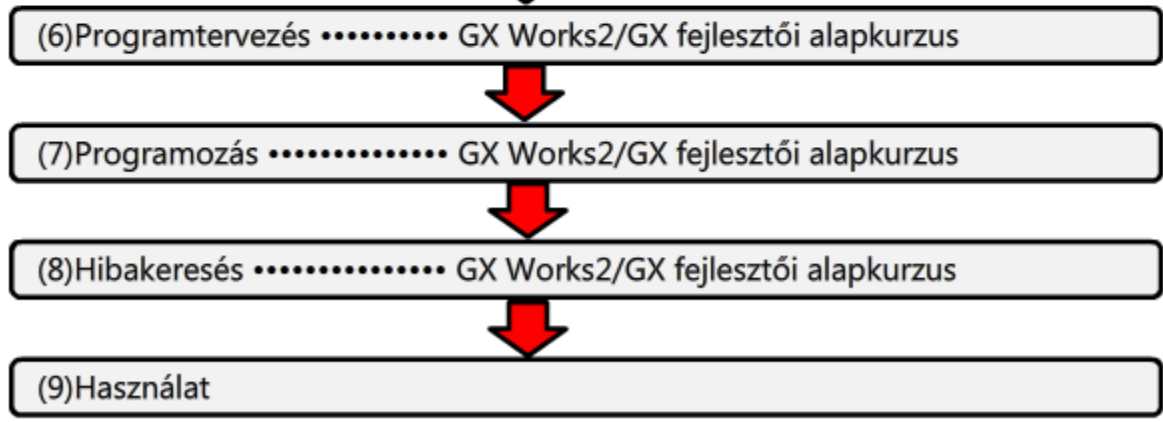 (6)Programtervezés •••••••••• GX Works2/GX fejlesztői alapkurzus
(7)Programozás •••••••••••••• GX Works2/GX fejlesztői alapkurzus
(8)Hibakeresés ••••••••••••••• GX Works2/GX fejlesztői alapkurzus
(9)Használat